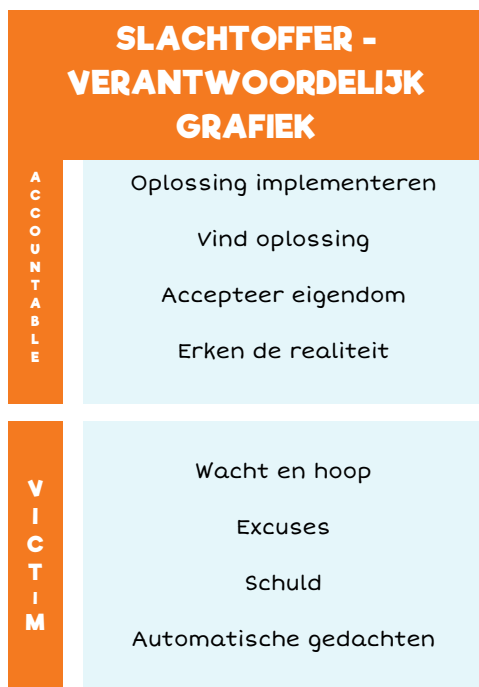 SLACHTOFFER -
VERANTWOORDELIJK
GRAFIEK
ACCOUNTABLE
Oplossing implementeren
Vind oplossing
Accepteer eigendom
Erken de realiteit
VICTIM
Wacht en hoop
Excuses
Schuld
Automatische gedachten